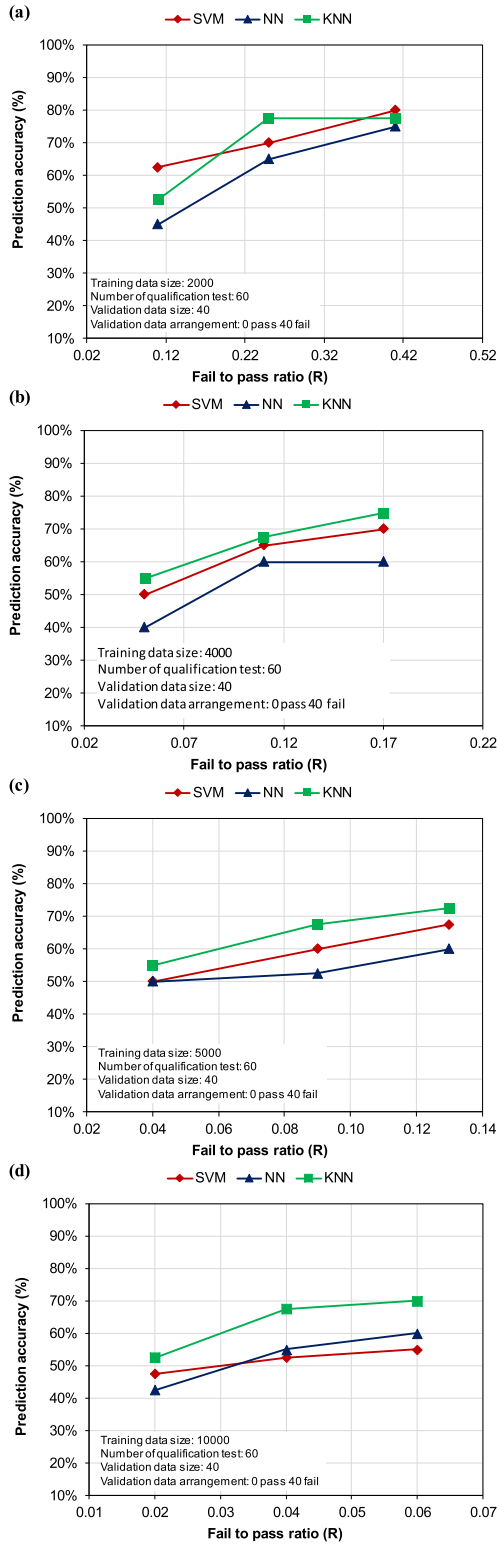 (a)
SVM NN KNN
Prediction accuracy (%)
100%
90%
80%
70%
60%
50%
40%
30%
20%
10%
Training data size: 2000
Number of qualification test: 60
Validation data size: 40
Validation data arrangement: 0 pass 40 fail
0.02 0.12 0.22 0.32 0.42 0.52
Fail to pass ratio (R)
(b)
SVM NN KNN
Prediction accuracy (%)
100%
90%
80%
70%
60%
50%
40%
30%
20%
10%
Training data size: 4000
Number of qualification test: 60
Validation data size: 40
Validation data arrangement: 0 pass 40 fail
0.02 0.07 0.12 0.17 0.22
Fail to pass ratio (R)
(c)
SVM NN KNN
Prediction accuracy (%)
100%
90%
80%
70%
60%
50%
40%
30%
20%
10%
Training data size: 5000
Number of qualification test: 60
Validation data size: 40
Validation data arrangement: 0 pass 40 fail
0.02 0.04 0.06 0.08 0.10 0.12 0.14
Fail to pass ratio (R)
(d)
SVM NN KNN
Prediction accuracy (%)
100%
90%
80%
70%
60%
50%
40%
30%
20%
10%
Training data size: 10000
Number of qualification test: 60
Validation data size: 40
Validation data arrangement: 0 pass 40 fail
0.01 0.02 0.03 0.04 0.05 0.06 0.07
Fail to pass ratio (R)